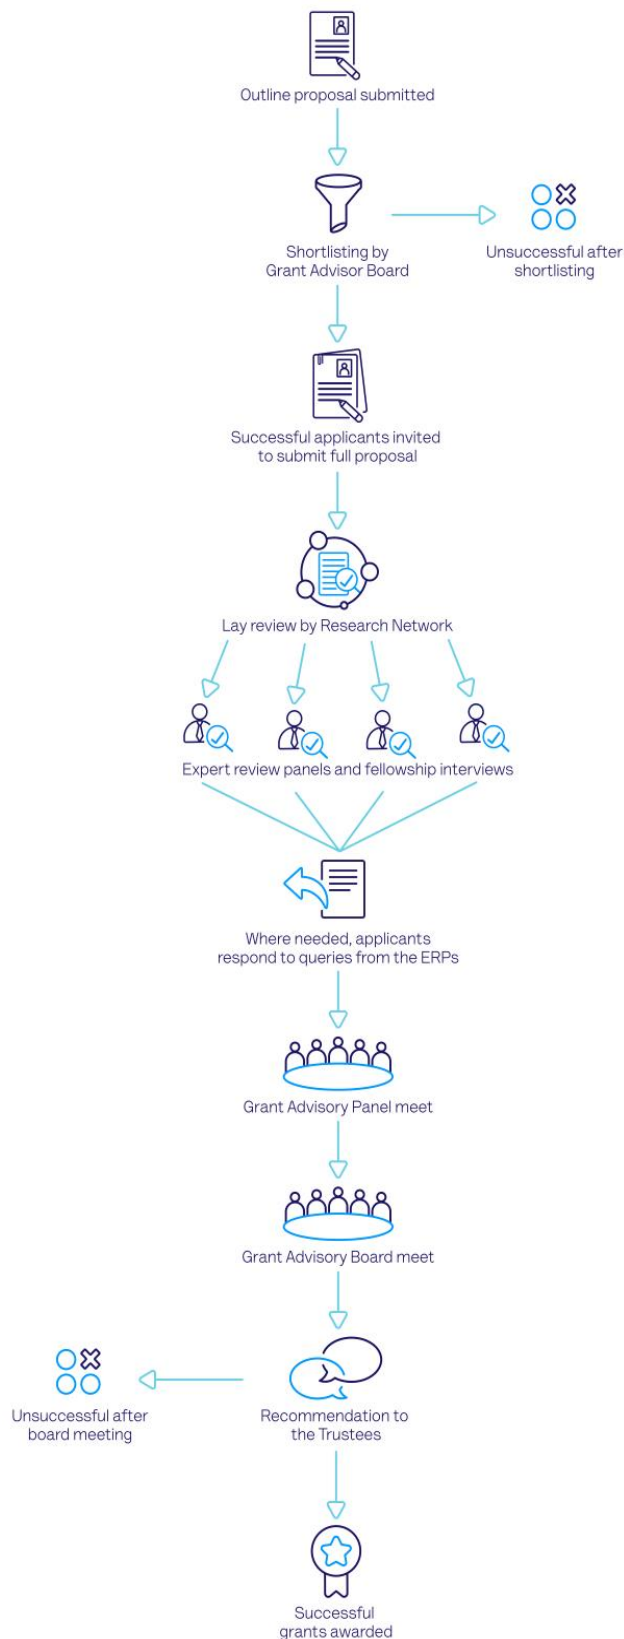 Outline proposal submitted
Shortlisting by
Grant Advisor Board
Unsuccessful after
shortlisting
Successful applicants invited
to submit full proposal
Lay review by Research Network
Expert review panels and fellowship interviews
Where needed, applicants
respond to queries from the ERPs
Grant Advisory Panel meet
Grant Advisory Board meet
Unsuccessful after
board meeting
Recommendation to
the Trustees
Successful
grants awarded